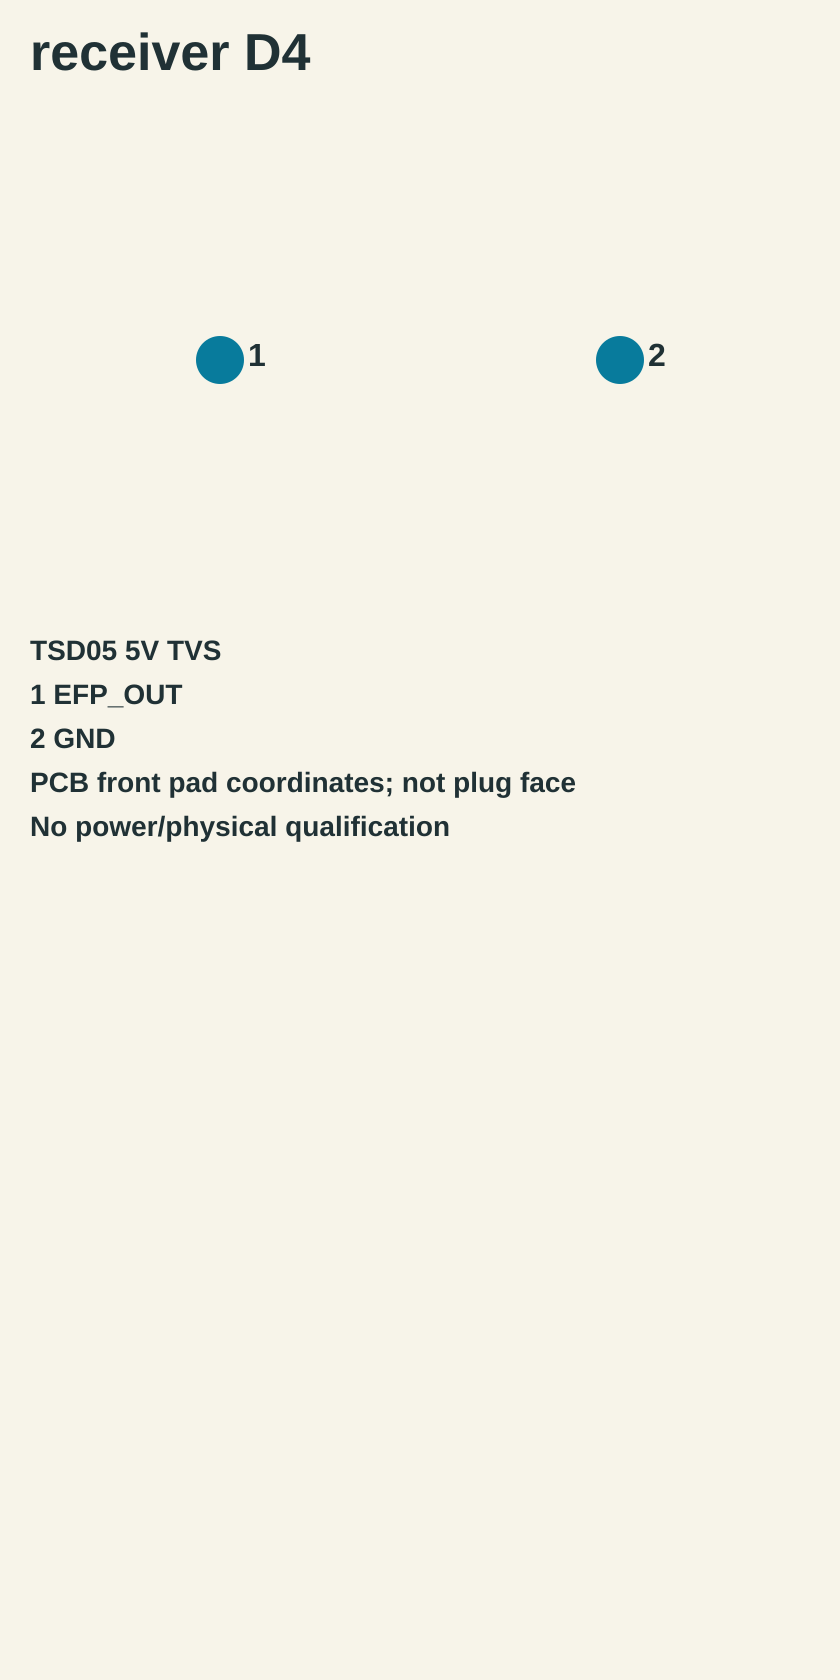 receiver D4
1
2
TSD05 5V TVS
1 EFP_OUT
2 GND
PCB front pad coordinates; not plug face
No power/physical qualification